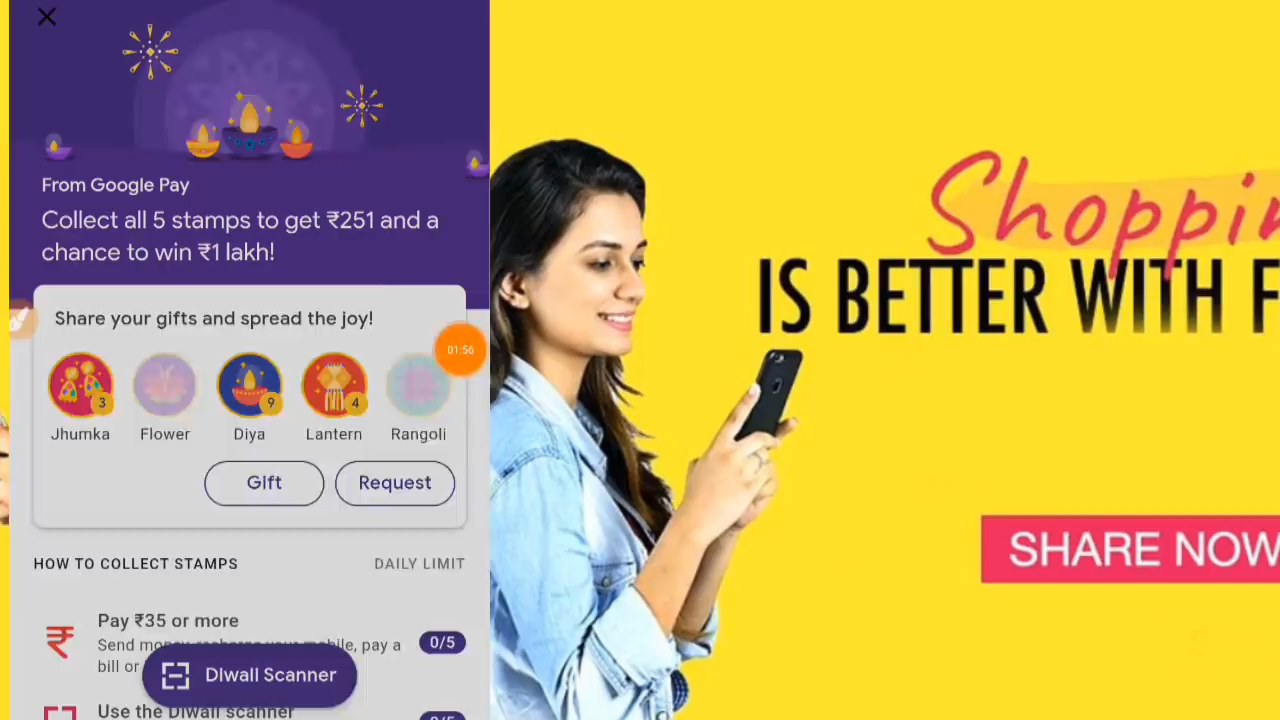 From Google Pay
Collect all 5 stamps to get ₹251 and a
chance to win ₹1 lakh!
Share your gifts and spread the joy!
01:56
3
9
4
Jhumka
Flower
Diya
Lantern
Rangoli
Gift
Request
HOW TO COLLECT STAMPS
DAILY LIMIT
Pay ₹35 or more
Send money, recharge your mobile, pay a
bill or
0/5
Diwali Scanner
Use the Diwali scanner
Shoppin
IS BETTER WITH F
SHARE NOW